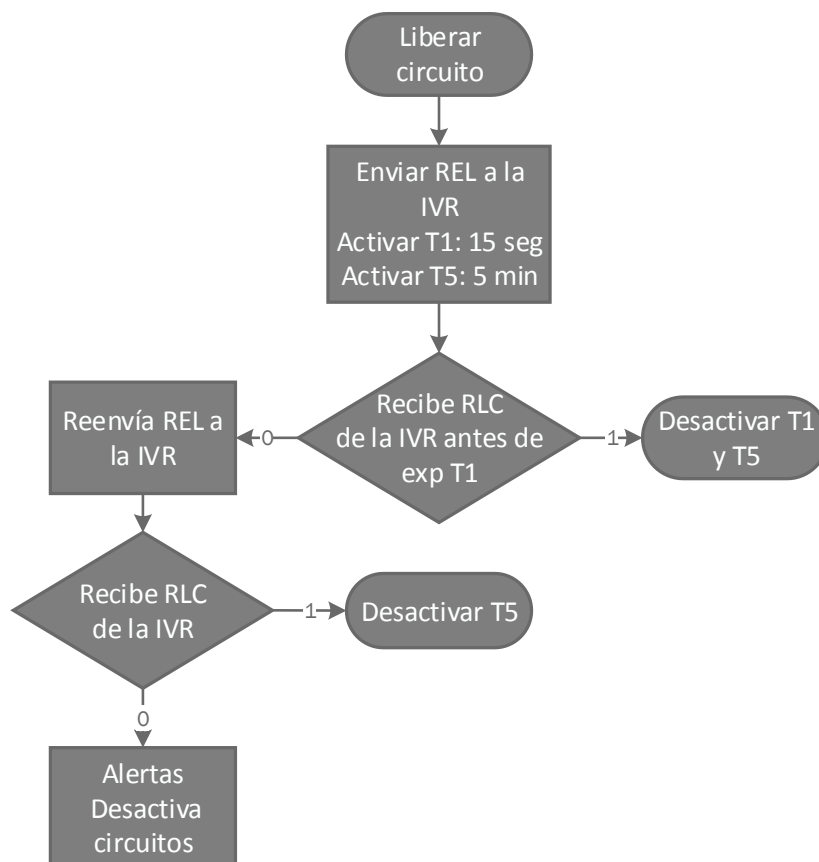 Liberar
circuito
Enviar REL a la
IVR
Activar T1: 15 seg
Activar T5: 5 min
Recibe RLC
de la IVR antes de
exp T1
0
1
Reenvía REL a
la IVR
Desactivar T1
y T5
Recibe RLC
de la IVR
1
Desactivar T5
0
Alertas
Desactiva
circuitos